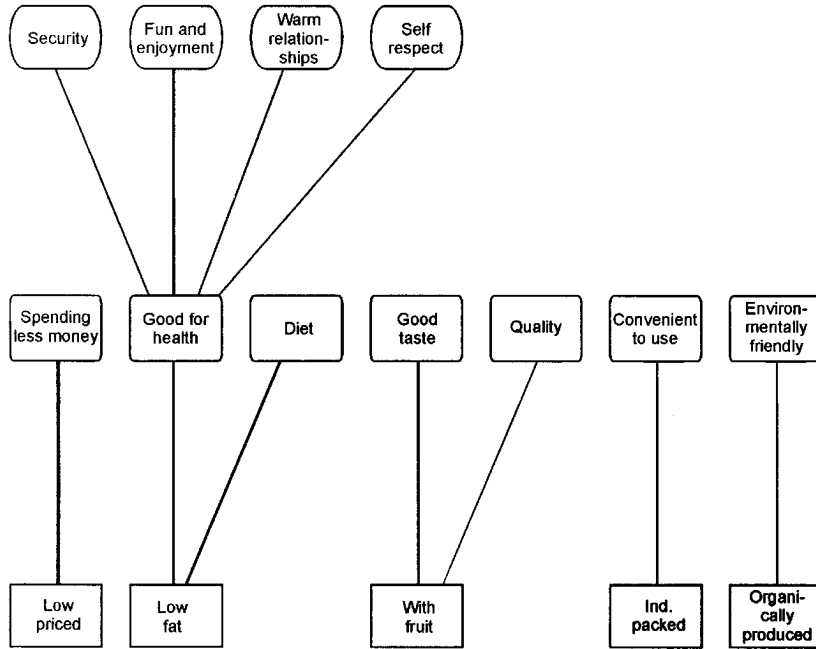 Security
Fun and
enjoyment
Warm
relation-
ships
Self
respect
Spending
less money
Good for
health
Diet
Good
taste
Quality
Convenient
to use
Environ-
mentally
friendly
Low
priced
Low
fat
With
fruit
Ind.
packed
Organi-
cally
produced